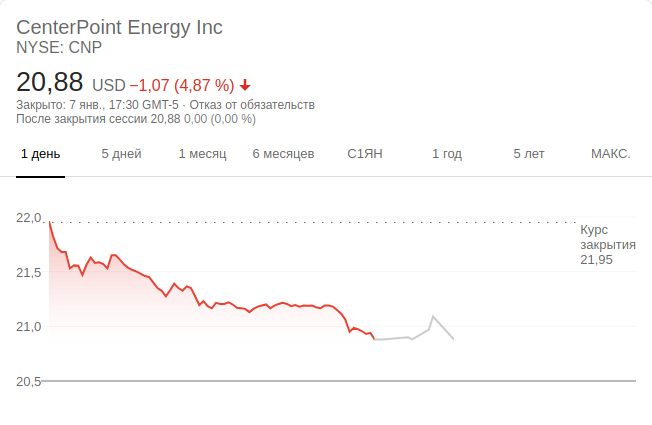 CenterPoint Energy Inc
NYSE: CNP
20,88 USD −1,07 (4,87 %)
Закрыто: 7 янв., 17:30 GMT-5 · Отказ от обязательств
После закрытия сессии 20,88 0,00 (0,00 %)
1 день 5 дней 1 месяц 6 месяцев С1ЯН 1 год 5 лет МАКС.
22,0
Курс
закрытия
21,95
21,5
21,0
20,5